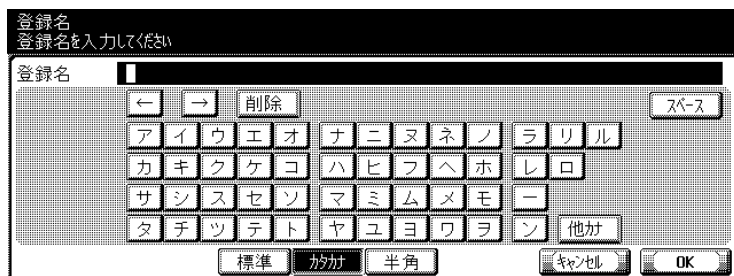 登録名
登録名を入力してください
登録名
← → 削除 スペース
ア イ ウ エ オ ナ ニ ヌ ネ ノ ラ リ ル
カ キ ク ケ コ ハ ヒ フ ヘ ホ レ ロ
サ シ ス セ ソ マ ミ ム メ モ ー
タ チ ツ テ ト ヤ ユ ヨ ワ ヲ ン 他カナ
標準 カタカナ 半角 キャンセル OK